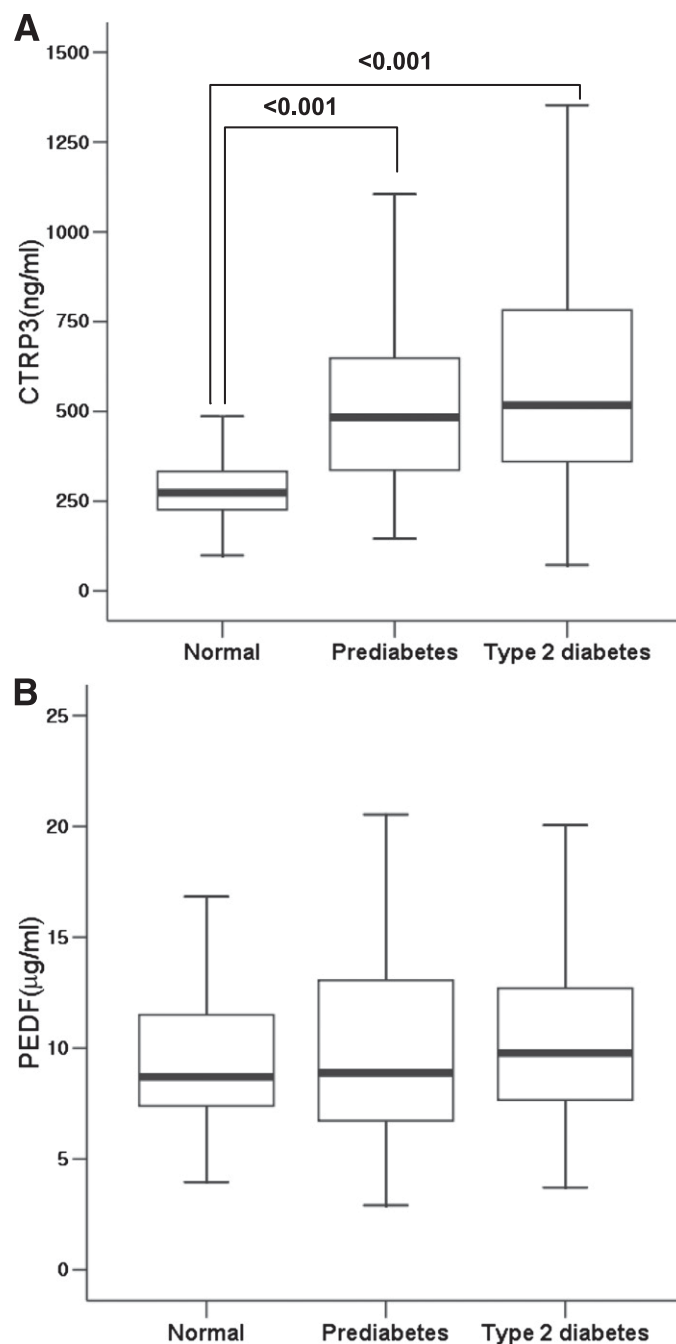 A
1500
<0.001
<0.001
1250
1000
750
500
250
0
CTRP3(ng/ml)
Normal Prediabetes Type 2 diabetes
B
25
20
15
10
5
0
PEDF(μg/ml)
Normal Prediabetes Type 2 diabetes